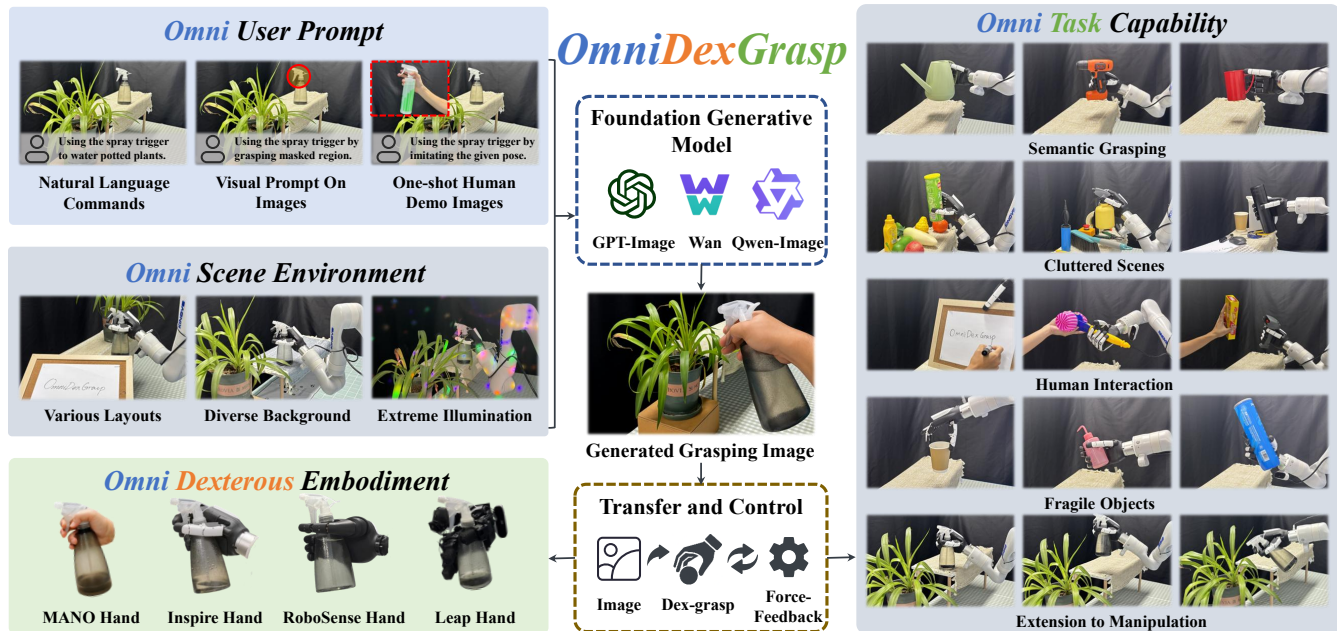 Omni User Prompt
Using the spray trigger
to water potted plants.
Using the spray trigger by
grasping masked region.
Using the spray trigger by
imitating the given pose.
Natural Language
Commands
Visual Prompt On
Images
One-shot Human
Demo Images
Omni Scene Environment
OmniDexGrasp
Various Layouts
Diverse Background
Extreme Illumination
Omni Dexterous Embodiment
MANO Hand
Inspire Hand
RoboSense Hand
Leap Hand
OmniDexGrasp
Foundation Generative
Model
GPT-Image
Wan
Qwen-Image
Generated Grasping Image
Transfer and Control
Image
Dex-grasp
Force-
Feedback
Omni Task Capability
Semantic Grasping
Cluttered Scenes
OmniDexGrasp
Human Interaction
Fragile Objects
Extension to Manipulation